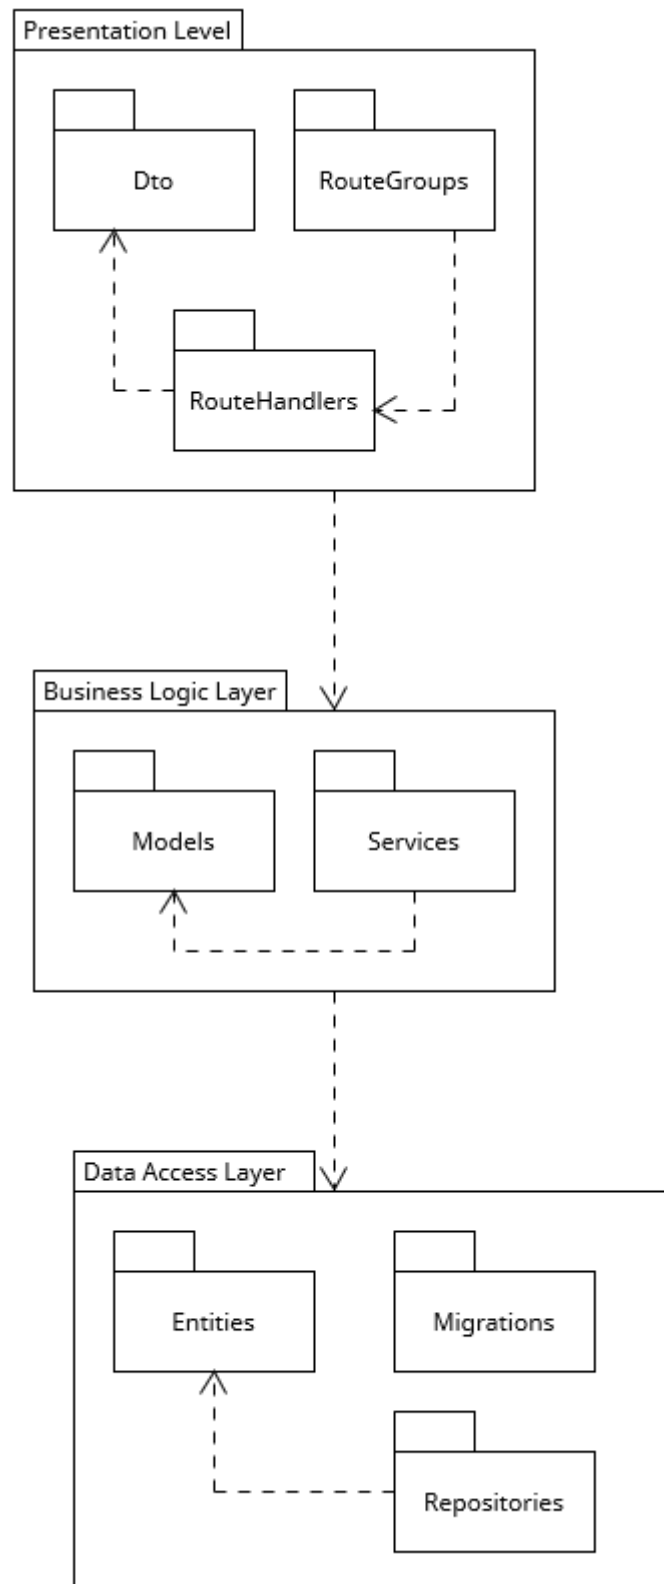 Presentation Level
Dto
RouteGroups
RouteHandlers
Business Logic Layer
Models
Services
Data Access Layer
Entities
Migrations
Repositories